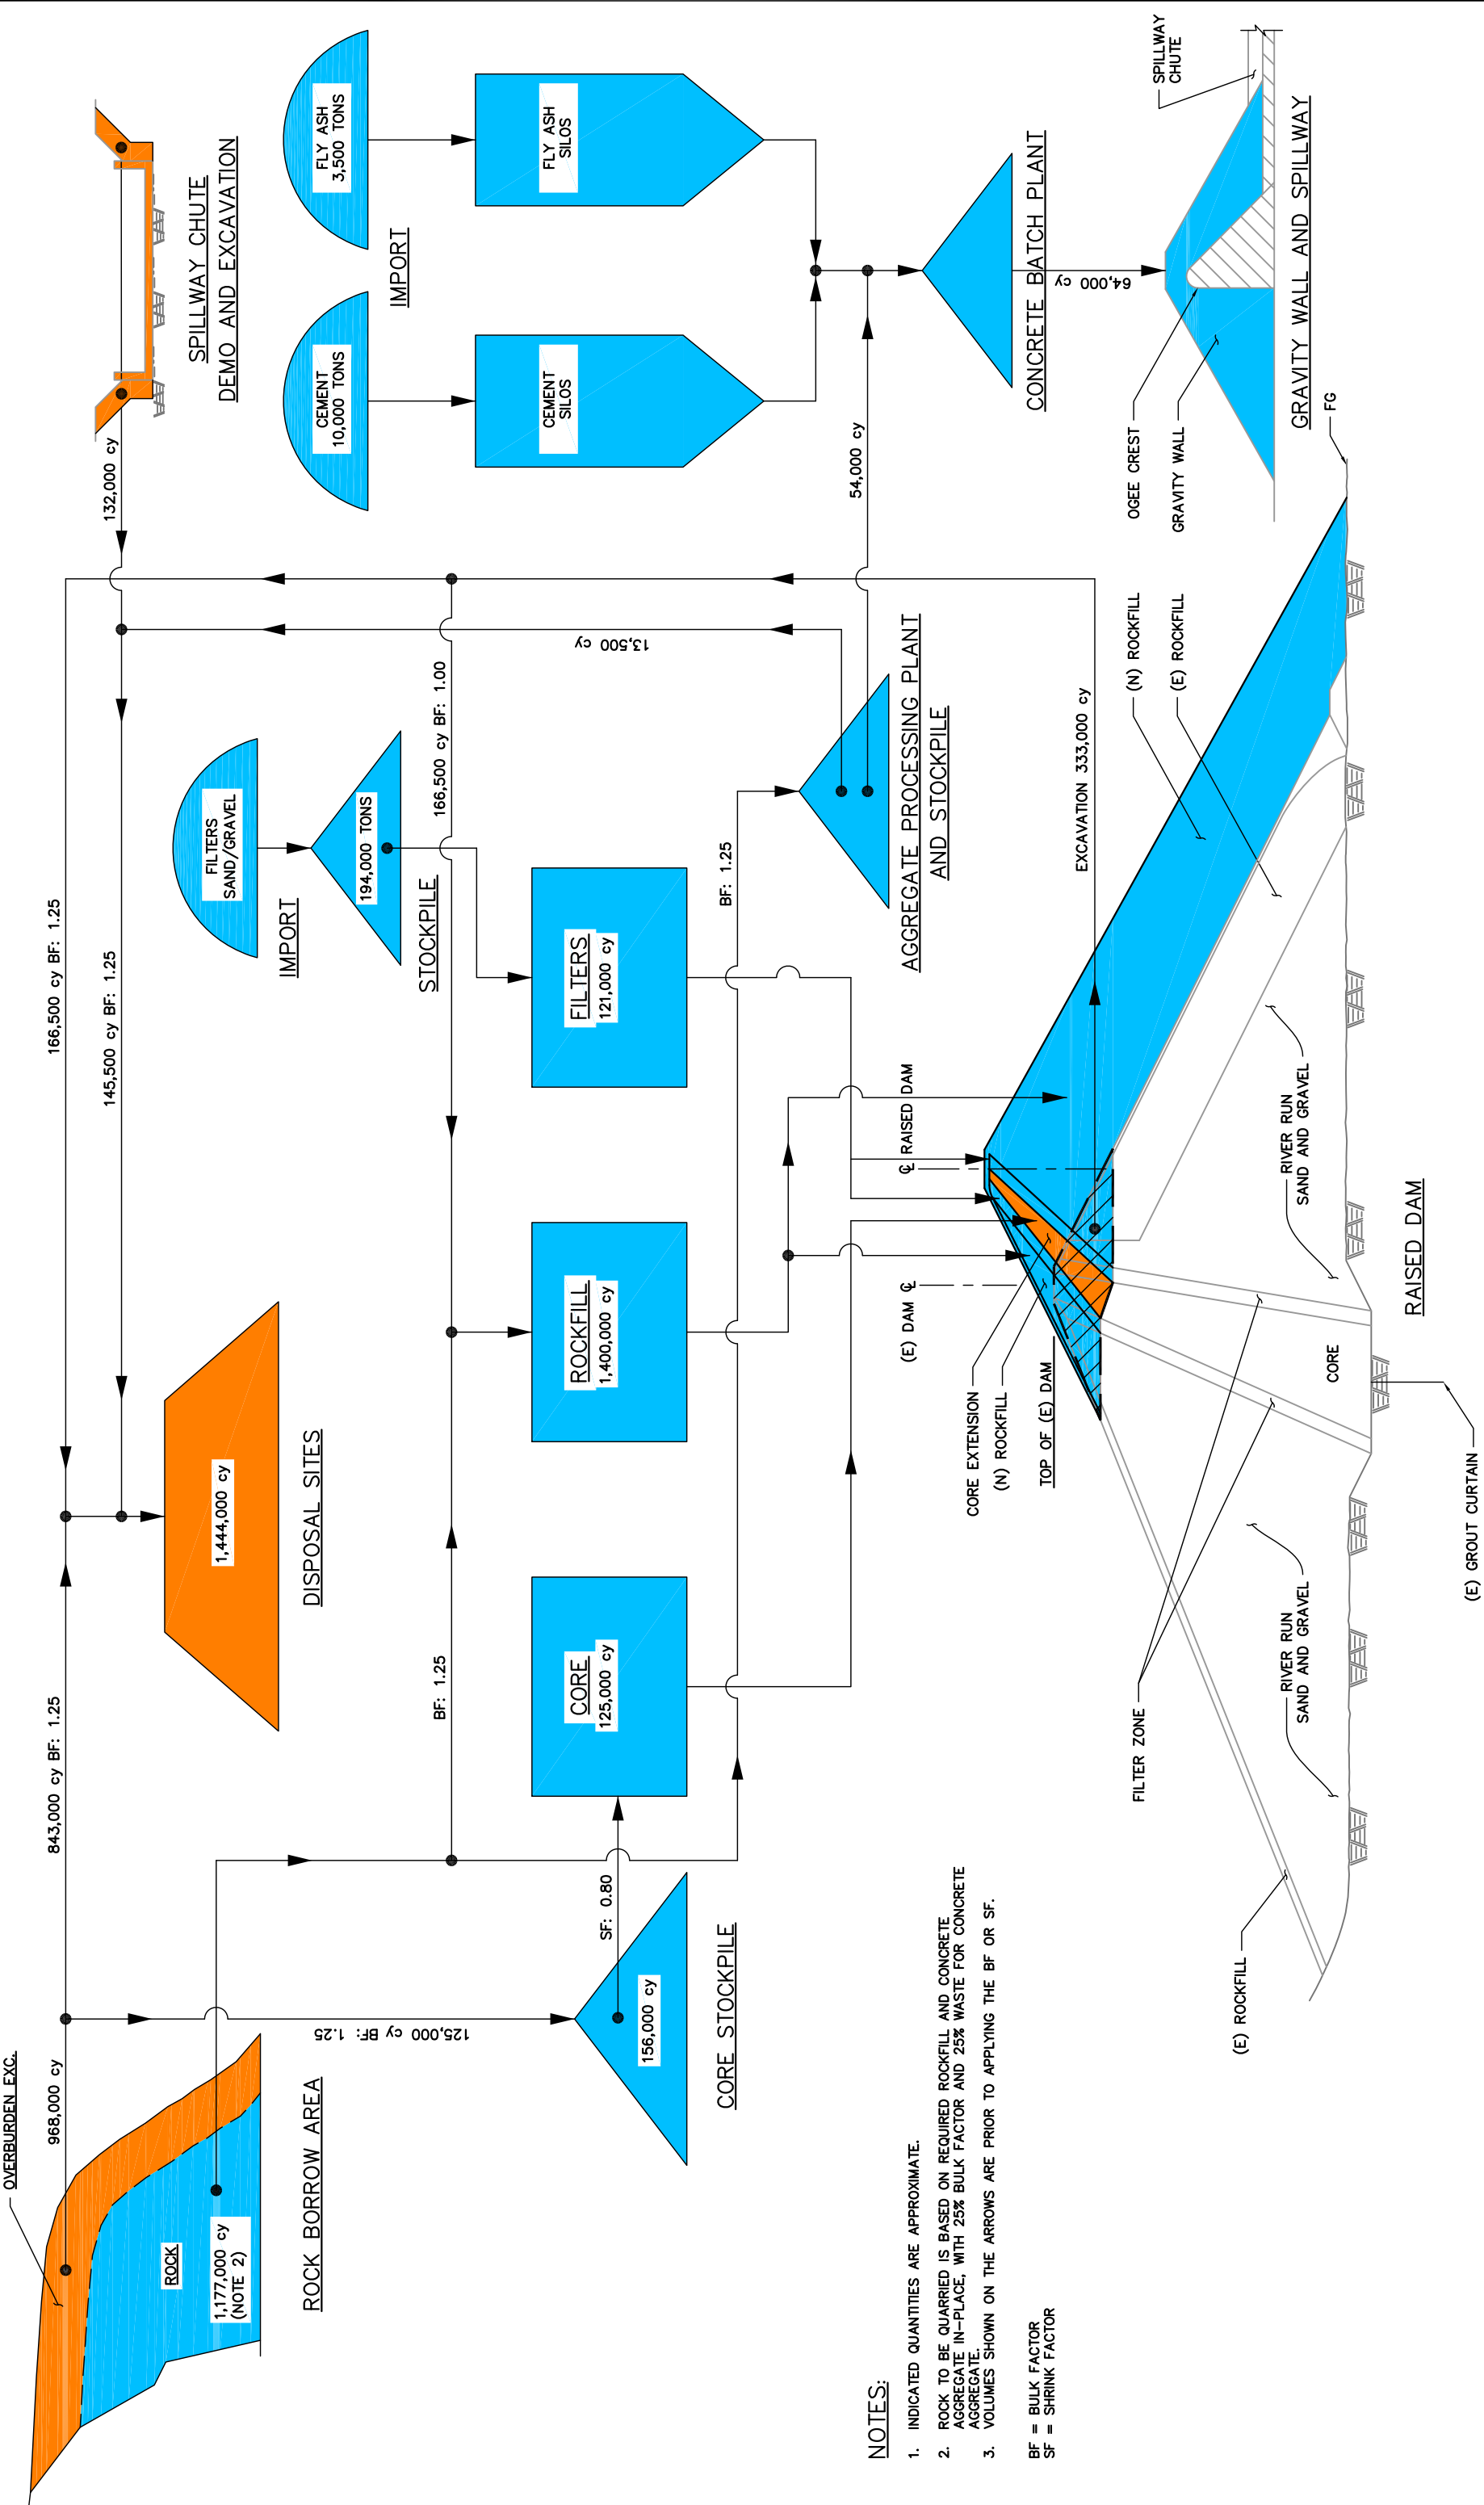 OVERBURDEN EXC.
968,000 cy
843,000 cy BF: 1.25
166,500 cy BF: 1.25
145,500 cy BF: 1.25
132,000 cy
ROCK
1,177,000 cy
(NOTE 2)
ROCK BORROW AREA
125,000 cy BF: 1.25
156,000 cy
CORE STOCKPILE
SF: 0.80
BF: 1.25
1,444,000 cy
DISPOSAL SITES
CORE
125,000 cy
ROCKFILL
1,400,000 cy
FILTERS
121,000 cy
FILTERS
SAND/GRAVEL
IMPORT
194,000 TONS
STOCKPILE
166,500 cy BF: 1.00
13,500 cy
BF: 1.25
AGGREGATE PROCESSING PLANT
AND STOCKPILE
SPILLWAY CHUTE
DEMO AND EXCAVATION
CEMENT
10,000 TONS
FLY ASH
3,500 TONS
IMPORT
CEMENT
SILOS
FLY ASH
SILOS
54,000 cy
CONCRETE BATCH PLANT
64,000 cy
SPILLWAY
CHUTE
OGEE CREST
GRAVITY WALL
GRAVITY WALL AND SPILLWAY
FG
EXCAVATION 333,000 cy
(N) ROCKFILL
(E) ROCKFILL
℄ RAISED DAM
(E) DAM ℄
CORE EXTENSION
(N) ROCKFILL
TOP OF (E) DAM
RIVER RUN
SAND AND GRAVEL
CORE
RAISED DAM
FILTER ZONE
RIVER RUN
SAND AND GRAVEL
(E) ROCKFILL
(E) GROUT CURTAIN
NOTES:
1. INDICATED QUANTITIES ARE APPROXIMATE.
2. ROCK TO BE QUARRIED IS BASED ON REQUIRED ROCKFILL AND CONCRETE
AGGREGATE IN-PLACE, WITH 25% BULK FACTOR AND 25% WASTE FOR CONCRETE
AGGREGATE.
3. VOLUMES SHOWN ON THE ARROWS ARE PRIOR TO APPLYING THE BF OR SF.
BF = BULK FACTOR
SF = SHRINK FACTOR